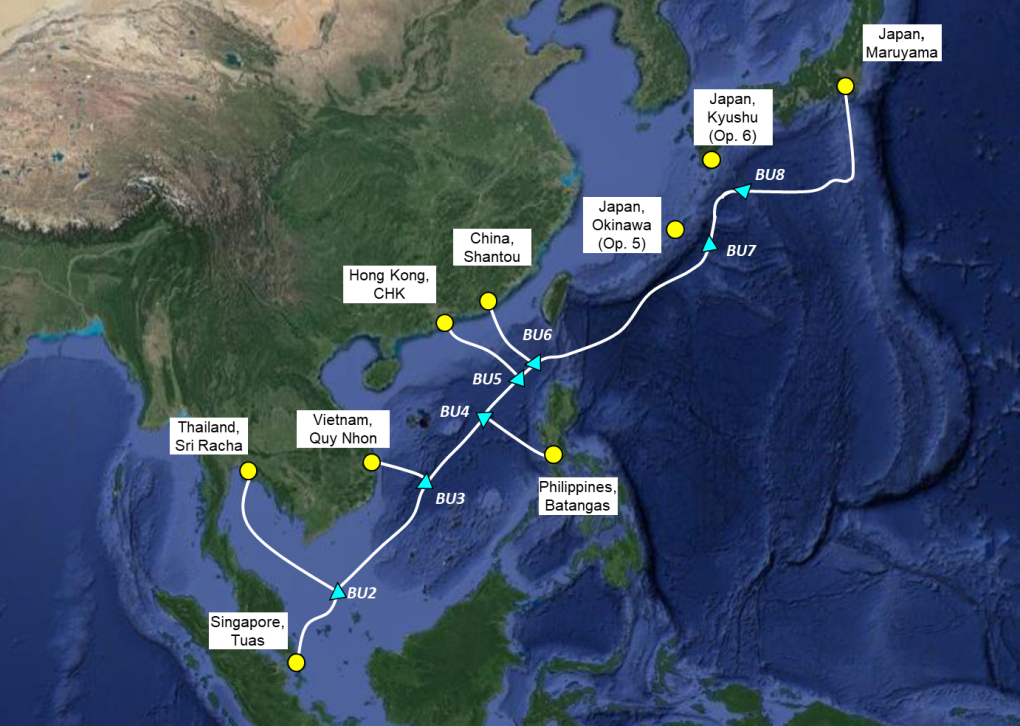 Japan,
Maruyama
Japan,
Kyushu
(Op. 6)
BU8
Japan,
Okinawa
(Op. 5)
BU7
China,
Shantou
Hong Kong,
CHK
BU6
BU5
BU4
Thailand,
Sri Racha
Vietnam,
Quy Nhon
BU3
Philippines,
Batangas
BU2
Singapore,
Tuas